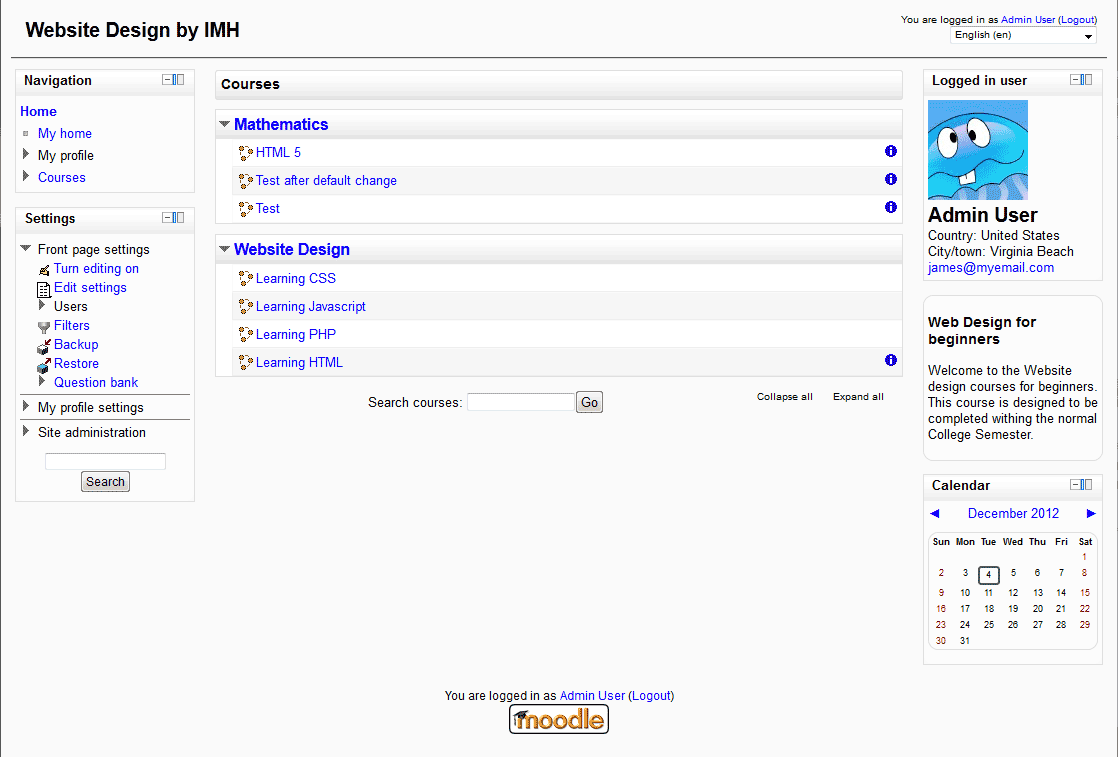 Website Design by IMH
You are logged in as Admin User (Logout)
English (en)
Navigation
Home
My home
My profile
Courses
Settings
Front page settings
Turn editing on
Edit settings
Users
Filters
Backup
Restore
Question bank
My profile settings
Site administration
Search
Courses
Mathematics
HTML 5
Test after default change
Test
Website Design
Learning CSS
Learning Javascript
Learning PHP
Learning HTML
Search courses: Go
Collapse all Expand all
Logged in user
Admin User
Country: United States
City/town: Virginia Beach
james@myemail.com
Web Design for
beginners
Welcome to the Website
design courses for beginners.
This course is designed to be
completed withing the normal
College Semester.
Calendar
December 2012
Sun Mon Tue Wed Thu Fri Sat
1
2 3 4 5 6 7 8
9 10 11 12 13 14 15
16 17 18 19 20 21 22
23 24 25 26 27 28 29
30 31
You are logged in as Admin User (Logout)
moodle